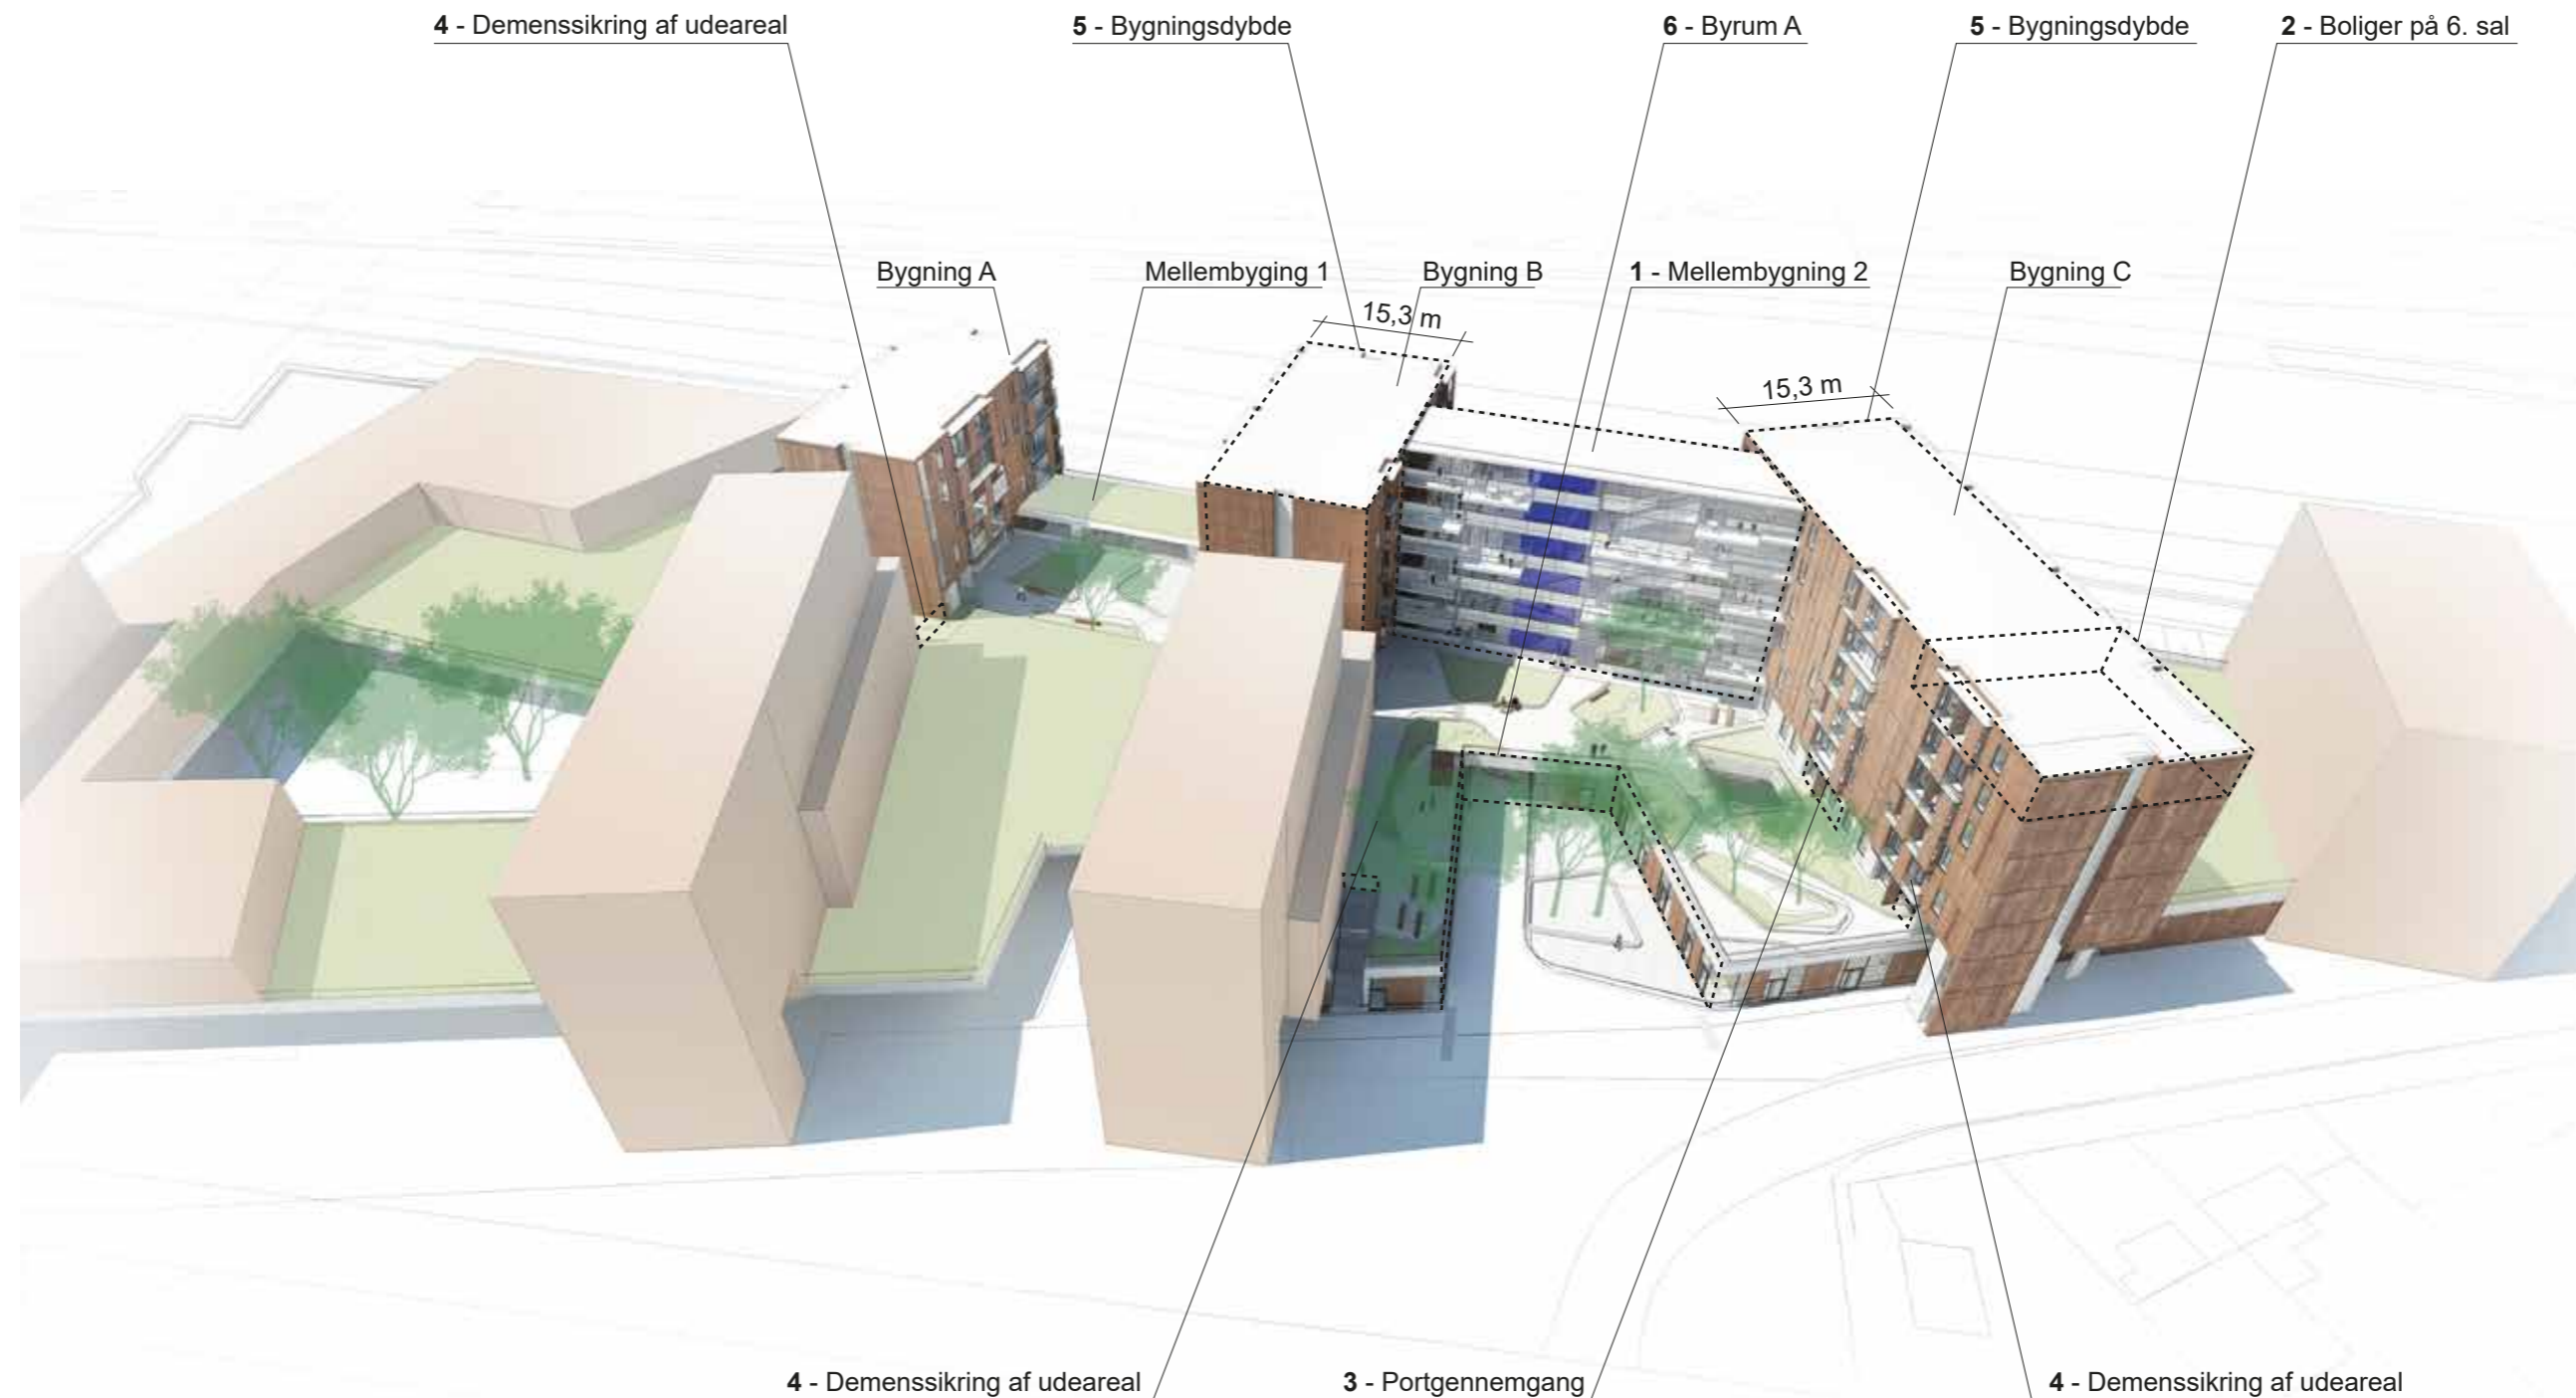 4 - Demenssikring af udeareal
5 - Bygningsdybde
6 - Byrum A
5 - Bygningsdybde
2 - Boliger på 6. sal
Bygning A
Mellembyging 1
Bygning B
1 - Mellembygning 2
Bygning C
15,3 m
15,3 m
4 - Demenssikring af udeareal
3 - Portgennemgang
4 - Demenssikring af udeareal